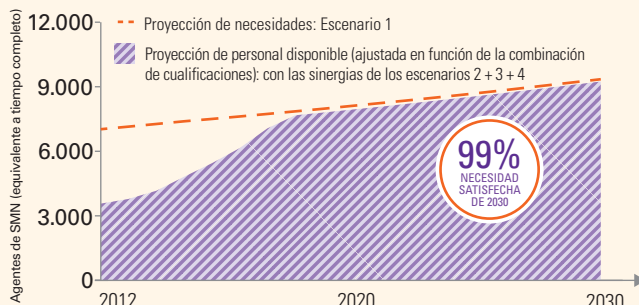 Agentes de SMN (equivalente a tiempo completo)
12.000
9.000
6.000
3.000
0
Proyección de necesidades: Escenario 1
Proyección de personal disponible (ajustada en función de la combinación
de cualificaciones): con las sinergias de los escenarios 2 + 3 + 4
99%
NECESIDAD
SATISFECHA
DE 2030
2012
2020
2030